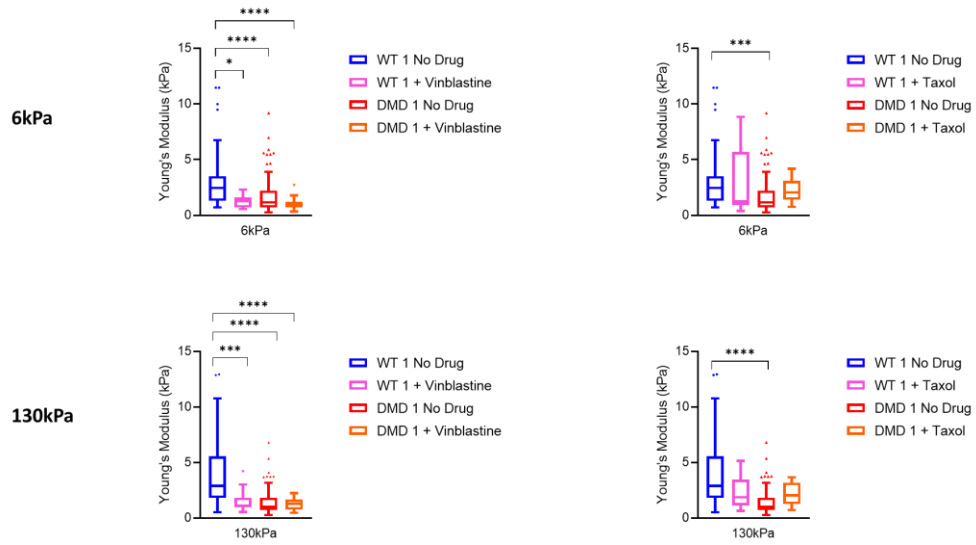 6kPa
****
****
*
Young's Modulus (kPa)
15
10
5
0
6kPa
WT 1 No Drug
WT 1 + Vinblastine
DMD 1 No Drug
DMD 1 + Vinblastine
***
Young's Modulus (kPa)
15
10
5
0
6kPa
WT 1 No Drug
WT 1 + Taxol
DMD 1 No Drug
DMD 1 + Taxol
130kPa
****
****
***
Young's Modulus (kPa)
15
10
5
0
130kPa
WT 1 No Drug
WT 1 + Vinblastine
DMD 1 No Drug
DMD 1 + Vinblastine
****
Young's Modulus (kPa)
15
10
5
0
130kPa
WT 1 No Drug
WT 1 + Taxol
DMD 1 No Drug
DMD 1 + Taxol